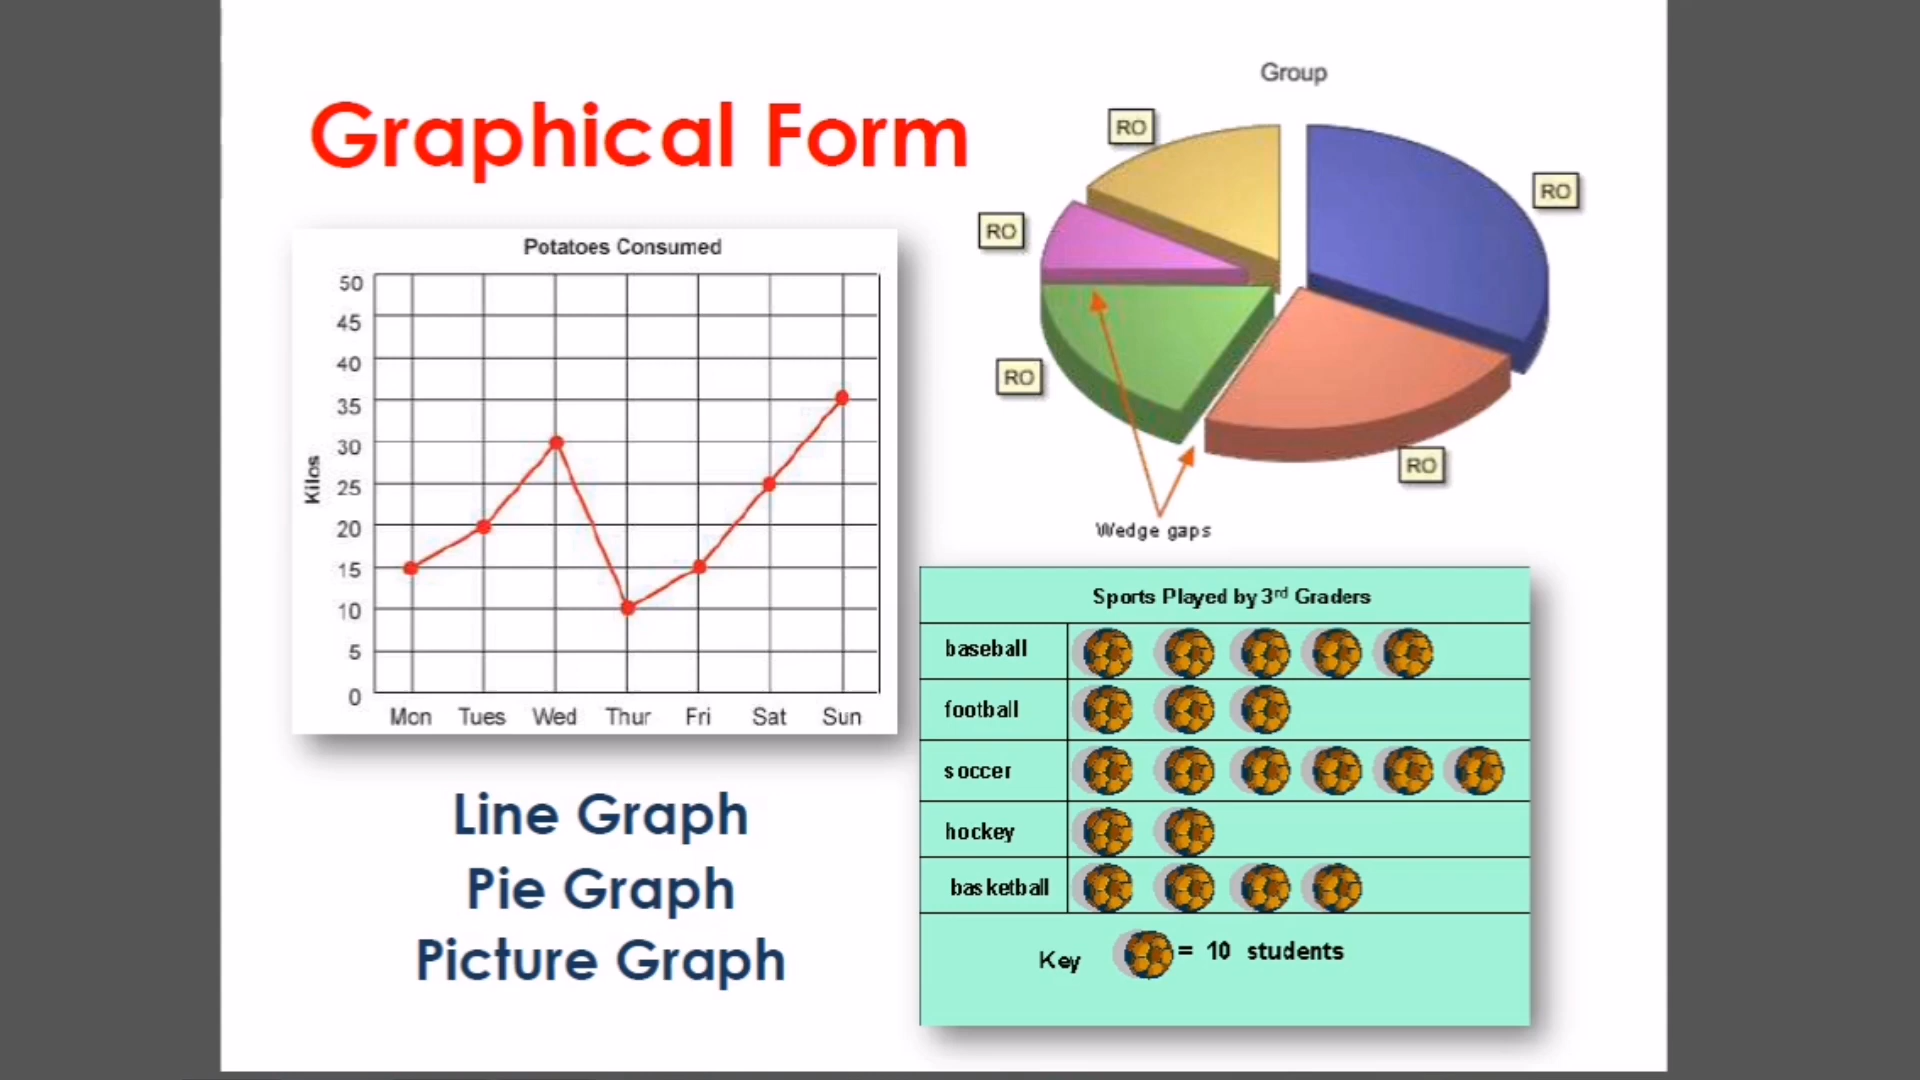 Graphical Form
Potatoes Consumed
50
45
40
35
30
25
20
15
10
5
0
Kilos
Mon Tues Wed Thur Fri Sat Sun
Line Graph
Pie Graph
Picture Graph
Group
RO
RO
RO
RO
RO
Wedge gaps
Sports Played by 3rd Graders
baseball
football
soccer
hockey
basketball
Key = 10 students